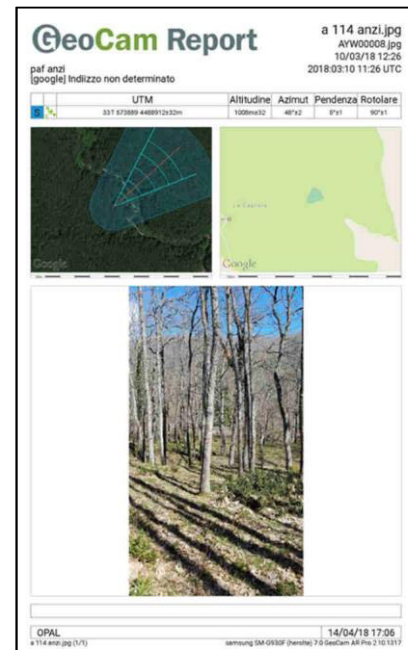 GeoCam Report
a 114 anzi.jpg
AYW00008.jpg
10/03/18 12:26
2018:03:10 11:26 UTC
paf anzi
[google] Indiizzo non determinato
UTM Altitudine Azimut Pendenza Rotolare
S 33T 573889 4488912±32m 1008m±32 46°±2 5°±1 90°±1
Google
Google
OPAL 14/04/18 17:06
a 114 anzi.jpg (1/1) samsung SM-G930F (herolte) 7.0 GeoCam AR Pro 2.10.1317